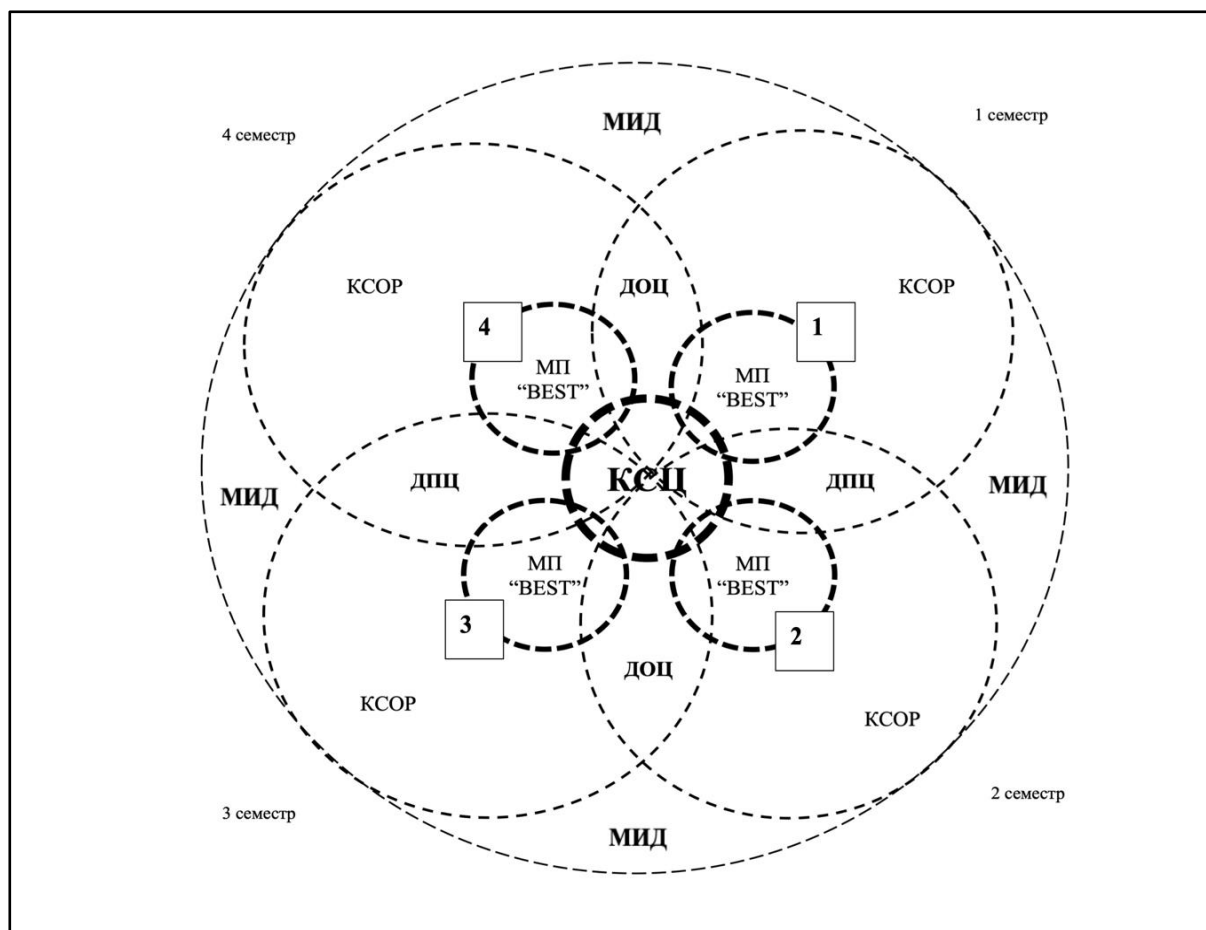 МИД
1 семестр
4 семестр
КСОР
ДОЦ
КСОР
4
1
МП
“BEST”
МП
“BEST”
ДПЦ
КСЦ
ДПЦ
МИД
МИД
МП
“BEST”
МП
“BEST”
3
2
ДОЦ
КСОР
КСОР
2 семестр
3 семестр
МИД